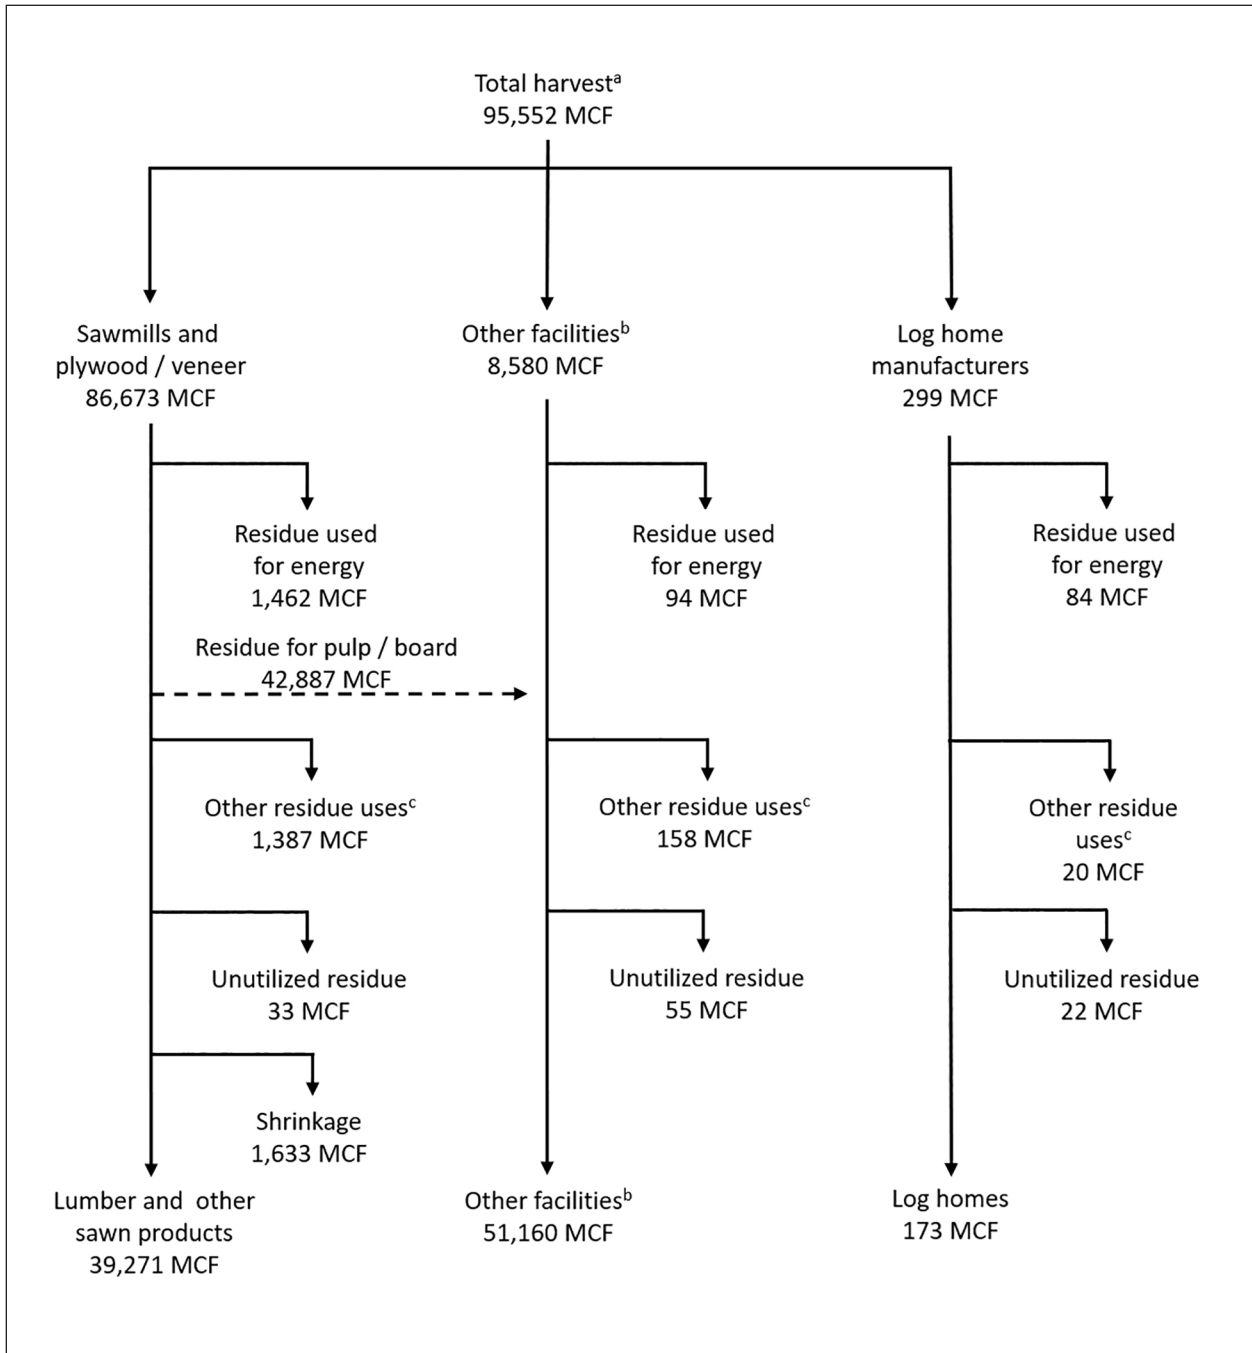 Total harvestᵃ
95,552 MCF
Sawmills and
plywood / veneer
86,673 MCF
Other facilitiesᵇ
8,580 MCF
Log home
manufacturers
299 MCF
Residue used
for energy
1,462 MCF
Residue used
for energy
94 MCF
Residue used
for energy
84 MCF
Residue for pulp / board
42,887 MCF
Other residue usesᶜ
1,387 MCF
Other residue usesᶜ
158 MCF
Other residue
usesᶜ
20 MCF
Unutilized residue
33 MCF
Unutilized residue
55 MCF
Unutilized residue
22 MCF
Shrinkage
1,633 MCF
Lumber and other
sawn products
39,271 MCF
Other facilitiesᵇ
51,160 MCF
Log homes
173 MCF